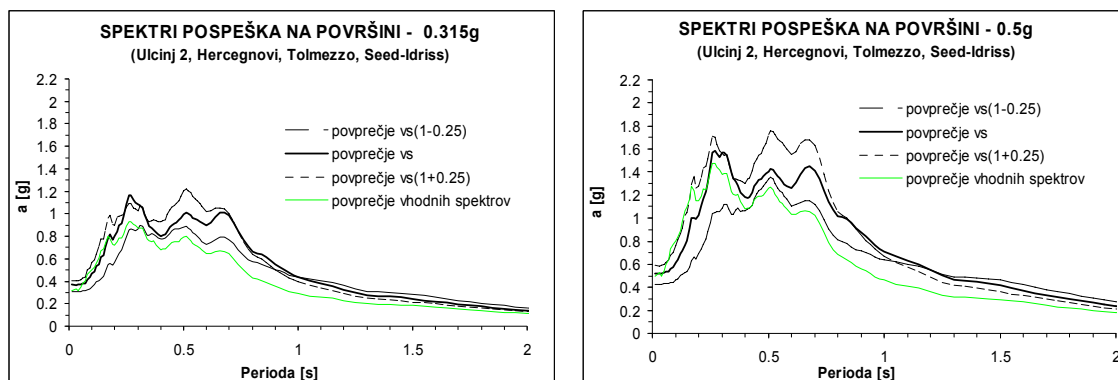 SPEKTRI POSPEŠKA NA POVRŠINI - 0.315g
(Ulcinj 2, Hercegnovi, Tolmezzo, Seed-Idriss)
2.2
2
1.8
1.6
1.4
1.2
1
0.8
0.6
0.4
0.2
0
a [g]
povprečje vs(1-0.25)
povprečje vs
povprečje vs(1+0.25)
povprečje vhodnih spektrov
0
0.5
1
1.5
2
Perioda [s]
SPEKTRI POSPEŠKA NA POVRŠINI - 0.5g
(Ulcinj 2, Hercegnovi, Tolmezzo, Seed-Idriss)
2.2
2
1.8
1.6
1.4
1.2
1
0.8
0.6
0.4
0.2
0
a [g]
povprečje vs(1-0.25)
povprečje vs
povprečje vs(1+0.25)
povprečje vhodnih spektrov
0
0.5
1
1.5
2
Perioda [s]